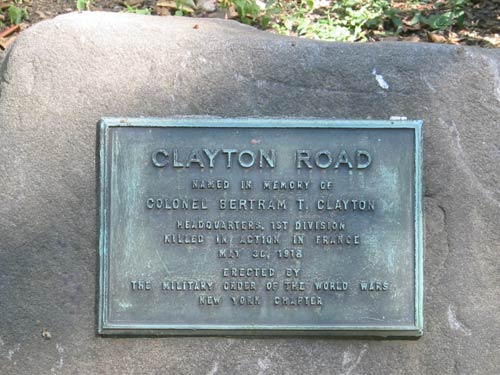 CLAYTON ROAD
NAMED IN MEMORY OF
COLONEL BERTRAM T. CLAYTON
HEADQUARTERS, 1ST DIVISION
KILLED IN ACTION IN FRANCE
MAY 30, 1918
ERECTED BY
THE MILITARY ORDER OF THE WORLD WARS
NEW YORK CHAPTER